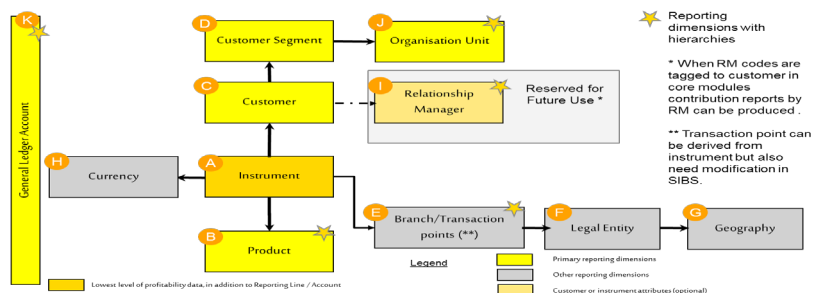 K
General Ledger Account
D
Customer Segment
J
Organisation Unit
Reporting
dimensions with
hierarchies
C
Customer
I
Relationship
Manager
Reserved for
Future Use *
* When RM codes are
tagged to customer in
core modules
contribution reports by
RM can be produced .
H
Currency
A
Instrument
** Transaction point can
be derived from
instrument but also
need modification in
SIBS.
B
Product
E
Branch/Transaction
points (**)
F
Legal Entity
G
Geography
Legend
Primary reporting dimensions
Lowest level of profitability data, in addition to Reporting Line / Account
Other reporting dimensions
Customer or instrument attributes (optional)